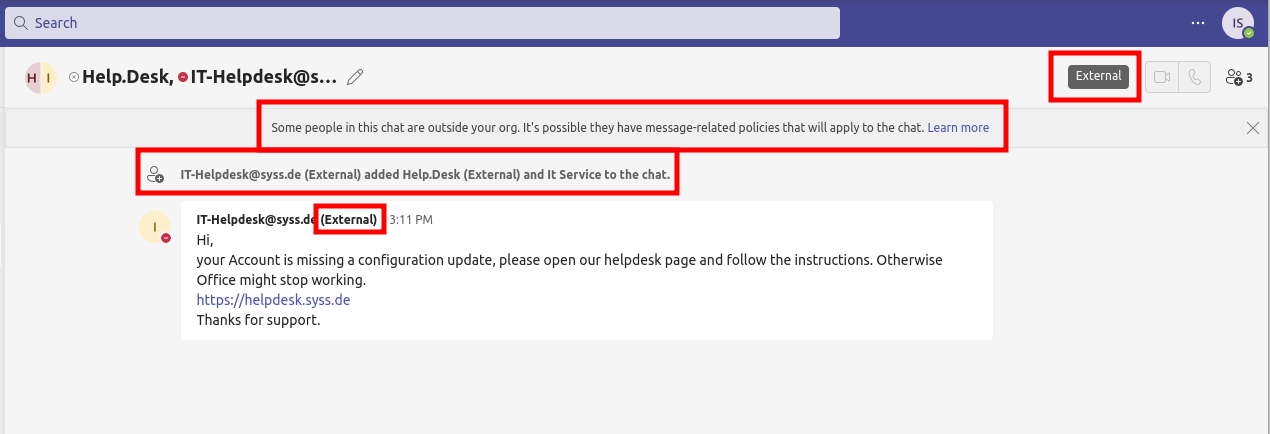 Search
... IS
H I Help.Desk, IT-Helpdesk@s... External 3
Some people in this chat are outside your org. It's possible they have message-related policies that will apply to the chat. Learn more
IT-Helpdesk@syss.de (External) added Help.Desk (External) and It Service to the chat.
I IT-Helpdesk@syss.de (External) 3:11 PM
Hi,
your Account is missing a configuration update, please open our helpdesk page and follow the instructions. Otherwise
Office might stop working.
https://helpdesk.syss.de
Thanks for support.